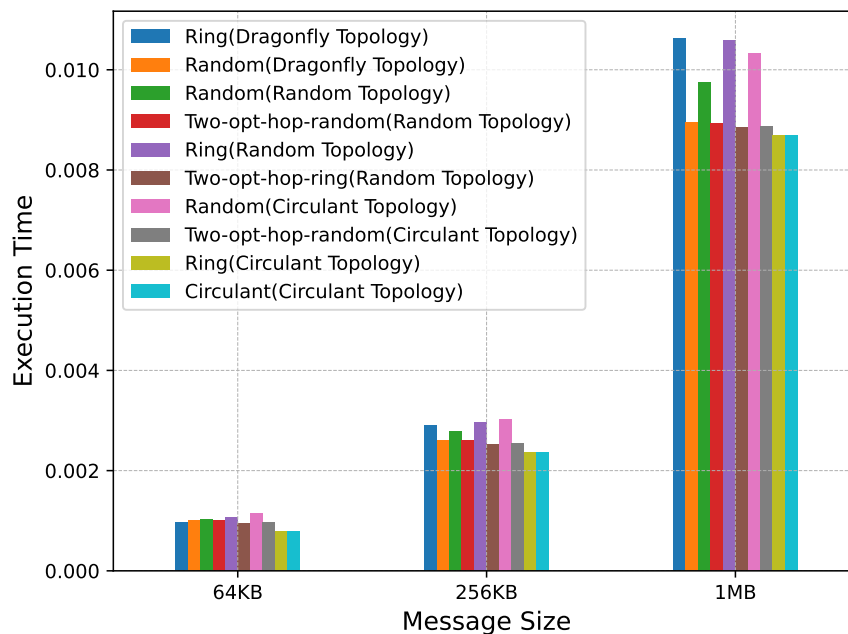 Ring(Dragonfly Topology)
Random(Dragonfly Topology)
Random(Random Topology)
Two-opt-hop-random(Random Topology)
Ring(Random Topology)
Two-opt-hop-ring(Random Topology)
Random(Circulant Topology)
Two-opt-hop-random(Circulant Topology)
Ring(Circulant Topology)
Circulant(Circulant Topology)
Execution Time
0.010
0.008
0.006
0.004
0.002
0.000
64KB
256KB
1MB
Message Size